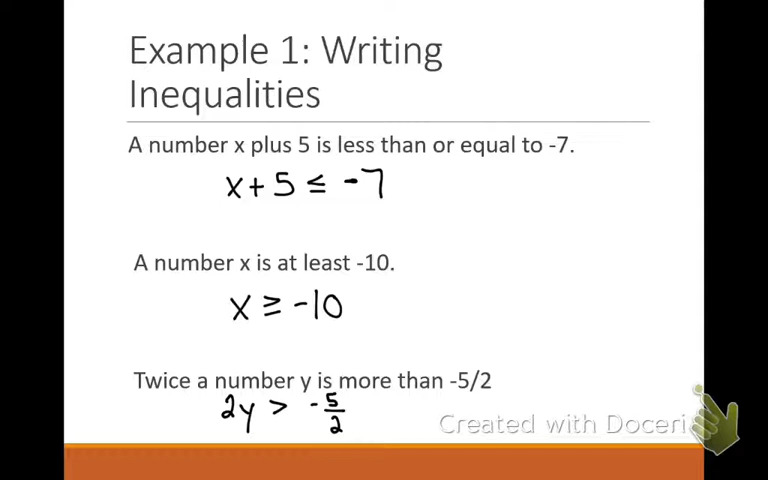 Example 1: Writing
Inequalities
A number x plus 5 is less than or equal to -7.
x + 5 ≤ -7
A number x is at least -10.
x ≥ -10
Twice a number y is more than -5/2
2y > -5/2
Created with Doceri